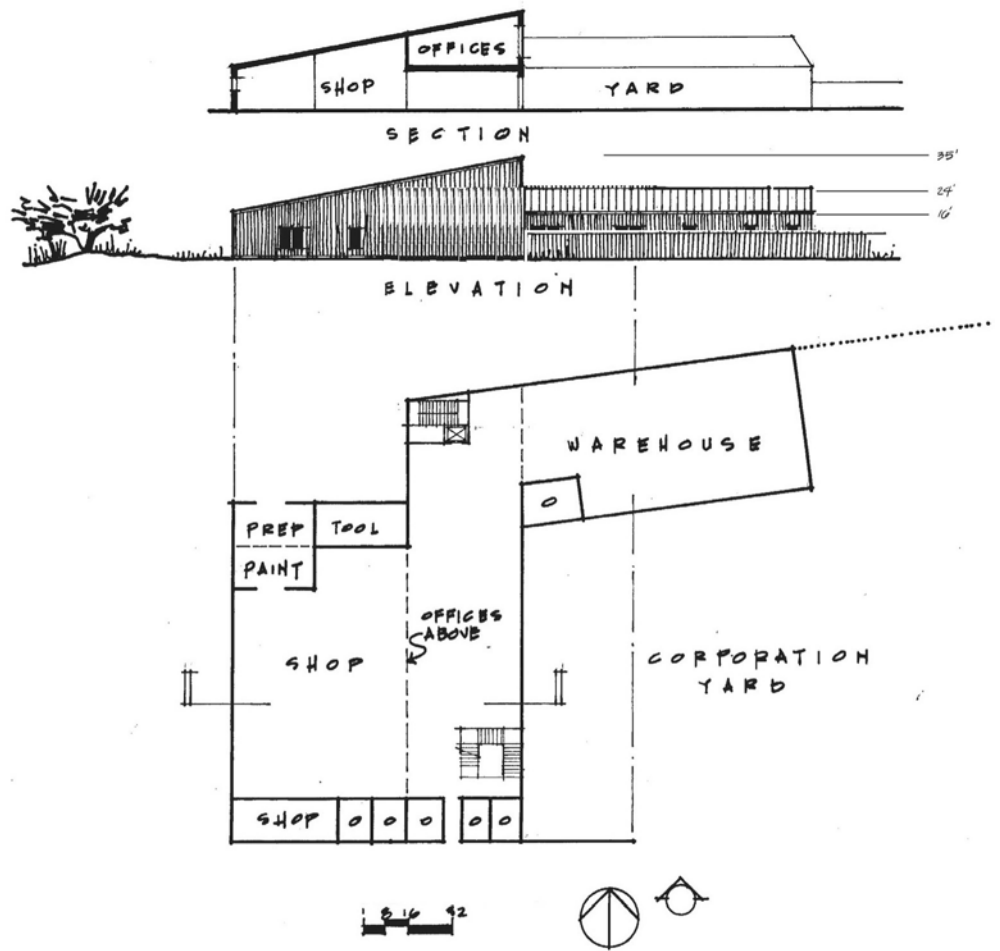 OFFICES
SHOP
YARD
SECTION
35'
24'
16'
ELEVATION
WAREHOUSE
O
PREP
TOOL
PAINT
OFFICES
ABOVE
SHOP
CORPORATION
YARD
SHOP O O O O O
8 16 32